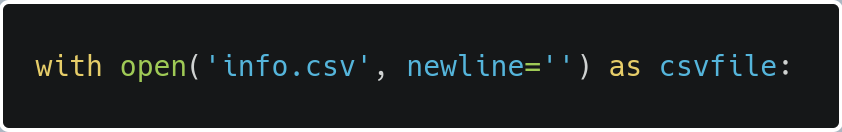 with open('info.csv', newline='') as csvfile: